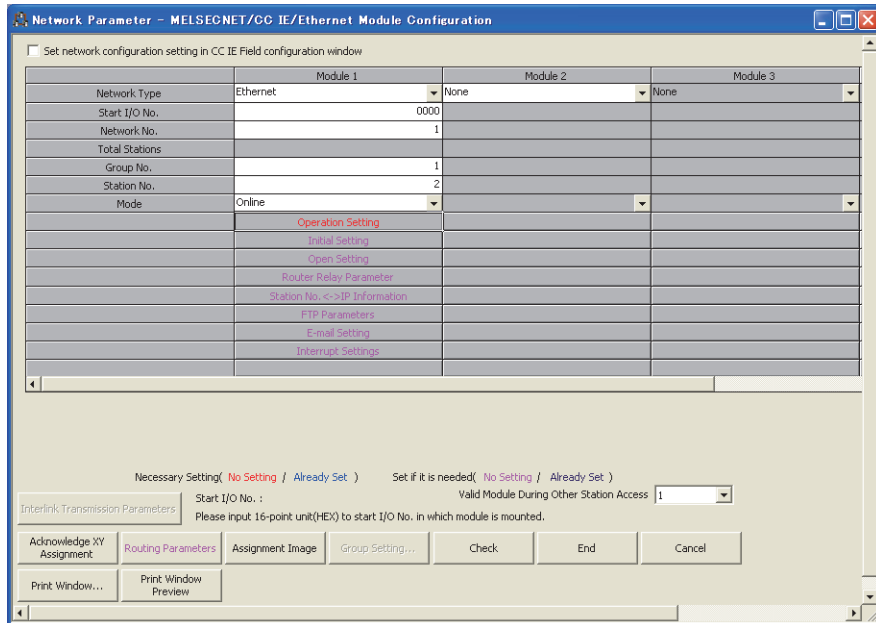 Network Parameter - MELSECNET/CC IE/Ethernet Module Configuration
Set network configuration setting in CC IE Field configuration window
Module 1 Module 2 Module 3
Network Type Ethernet None None
Start I/O No. 0000
Network No. 1
Total Stations
Group No. 1
Station No. 2
Mode Online
Operation Setting
Initial Setting
Open Setting
Router Relay Parameter
Station No. <->IP Information
FTP Parameters
E-mail Setting
Interrupt Settings
Necessary Setting( No Setting / Already Set ) Set if it is needed( No Setting / Already Set )
Interlink Transmission Parameters
Start I/O No. :
Valid Module During Other Station Access 1
Please input 16-point unit(HEX) to start I/O No. in which module is mounted.
Acknowledge XY Assignment
Routing Parameters
Assignment Image
Group Setting...
Check
End
Cancel
Print Window...
Print Window Preview